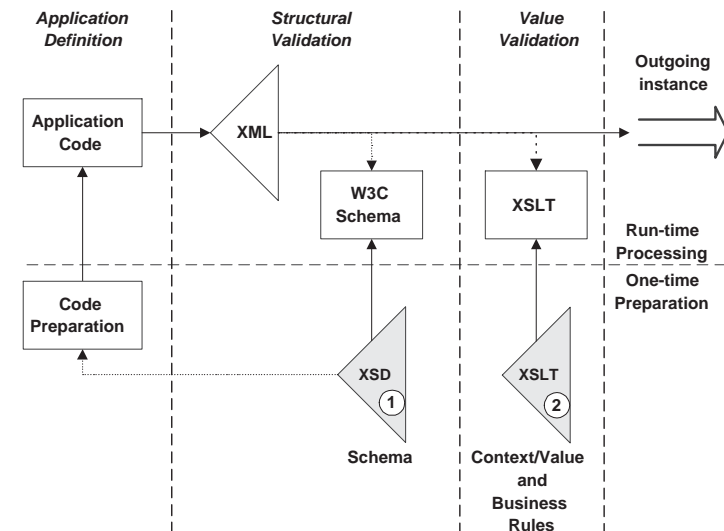 Application
Definition
Structural
Validation
Value
Validation
Outgoing
instance
Application
Code
XML
W3C
Schema
XSLT
Run-time
Processing
One-time
Preparation
Code
Preparation
XSD
1
XSLT
2
Schema
Context/Value
and
Business
Rules